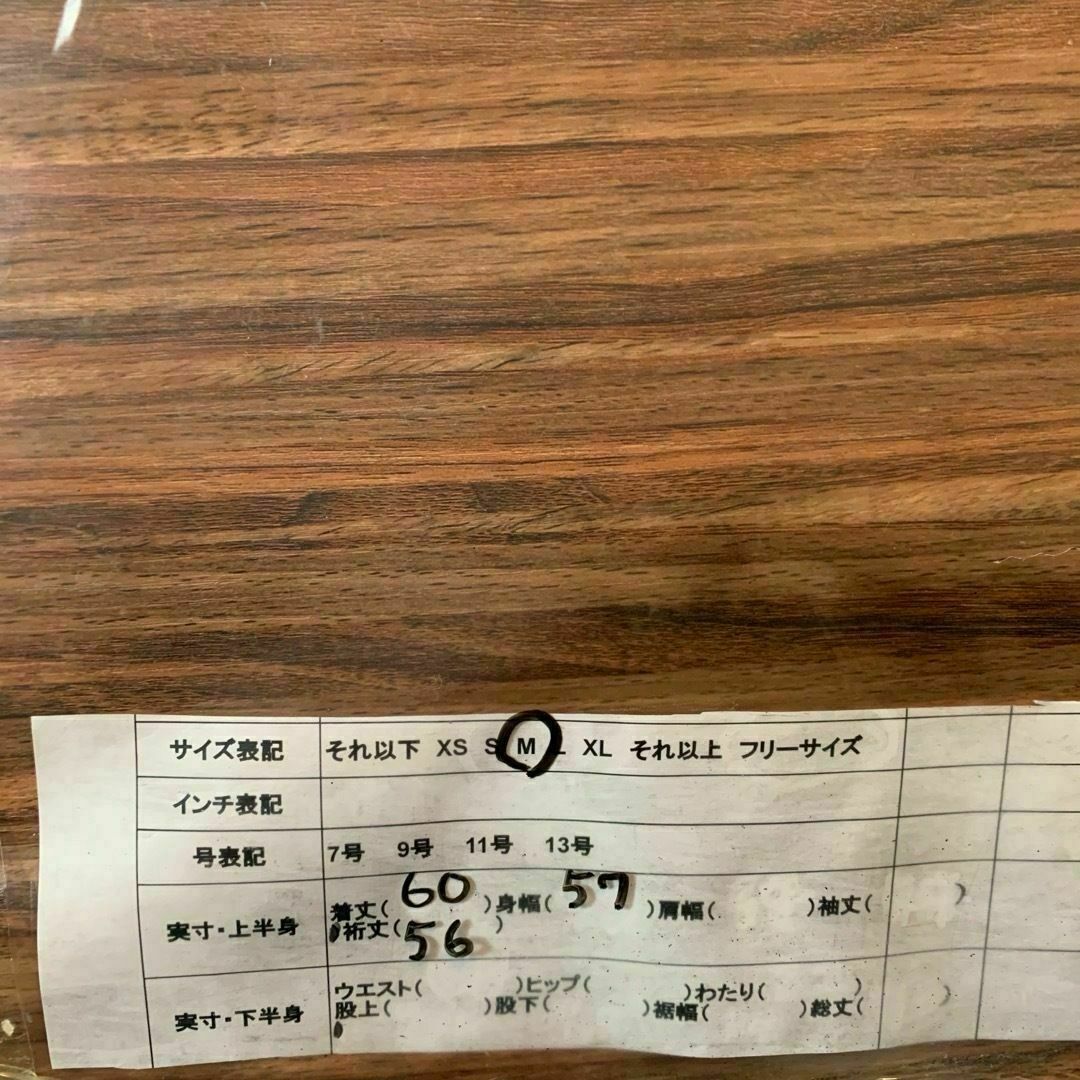 サイズ表記 それ以下 XS S M L XL それ以上 フリーサイズ
インチ表記
号表記 7号 9号 11号 13号
実寸・上半身 着丈( 60 )身幅( 57 )肩幅( )袖丈( )
裄丈( 56 )
実寸・下半身 ウエスト( )ヒップ( )わたり( )
股上( )股下( )裾幅( )総丈( )